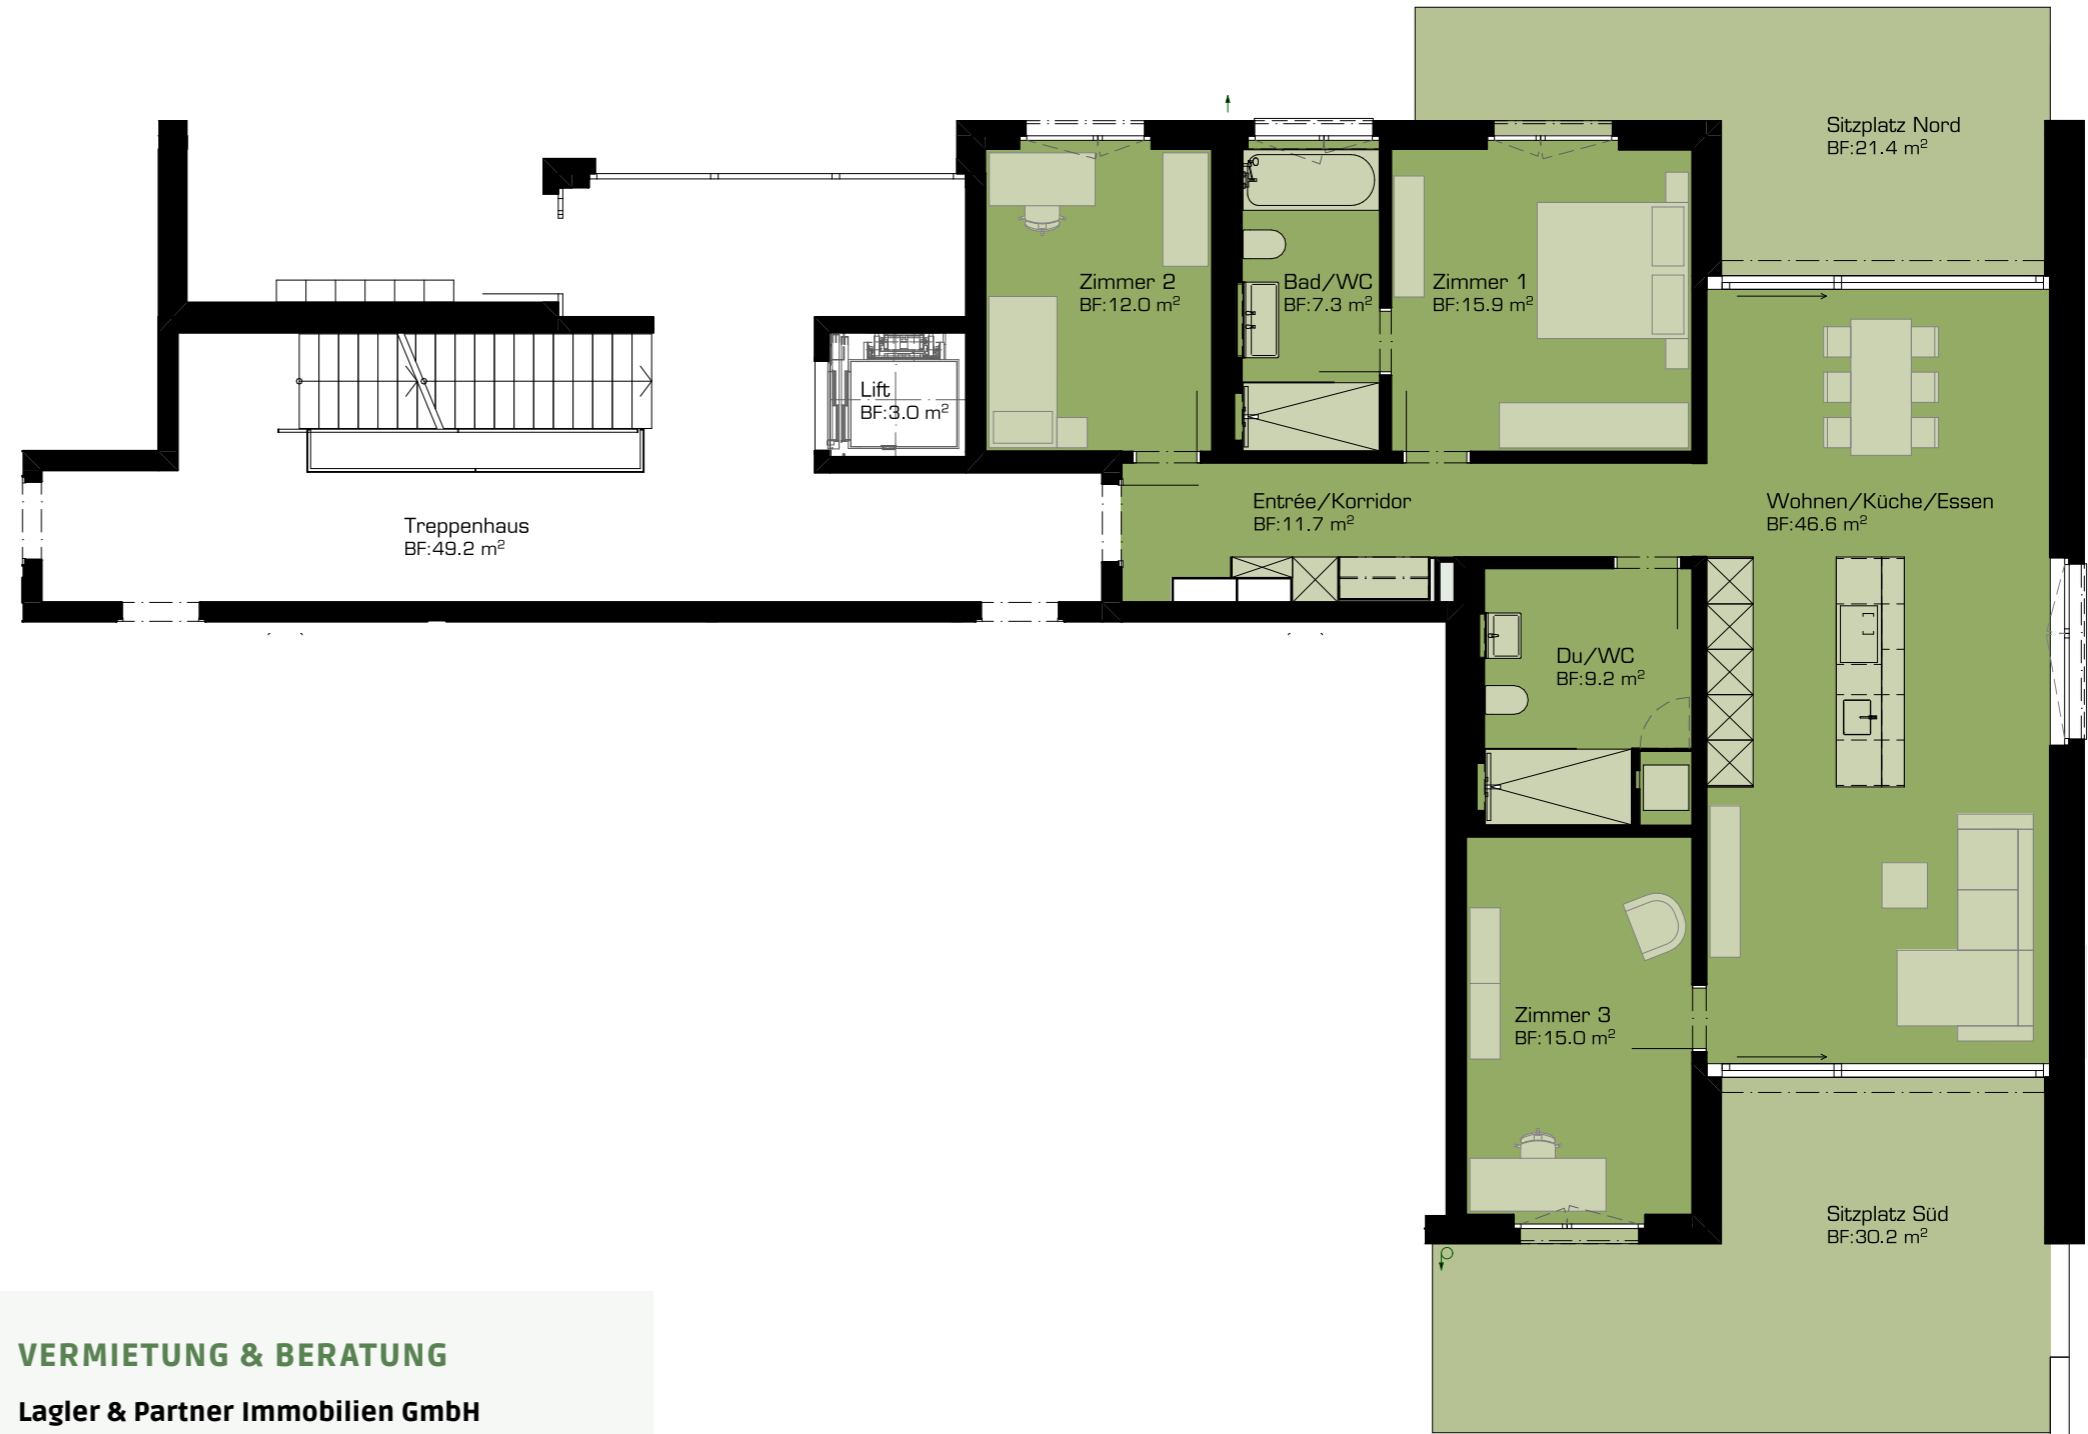 Sitzplatz Nord
BF:21.4 m²
Zimmer 2
BF:12.0 m²
Bad/WC
BF:7.3 m²
Zimmer 1
BF:15.9 m²
Lift
BF:3.0 m²
Treppenhaus
BF:49.2 m²
Entrée/Korridor
BF:11.7 m²
Wohnen/Küche/Essen
BF:46.6 m²
Du/WC
BF:9.2 m²
Zimmer 3
BF:15.0 m²
Sitzplatz Süd
BF:30.2 m²
VERMIETUNG & BERATUNG
Lagler & Partner Immobilien GmbH